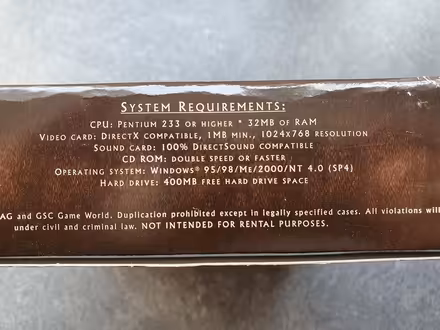 SYSTEM REQUIREMENTS:
CPU: PENTIUM 233 OR HIGHER * 32MB OF RAM
VIDEO CARD: DIRECTX COMPATIBLE, 1MB MIN., 1024X768 RESOLUTION
SOUND CARD: 100% DIRECTSOUND COMPATIBLE
CD ROM: DOUBLE SPEED OR FASTER
OPERATING SYSTEM: WINDOWS® 95/98/ME/2000/NT 4.0 (SP4)
HARD DRIVE: 400MB FREE HARD DRIVE SPACE
AG and GSC Game World. Duplication prohibited except in legally specified cases. All violations will
under civil and criminal law. NOT INTENDED FOR RENTAL PURPOSES.